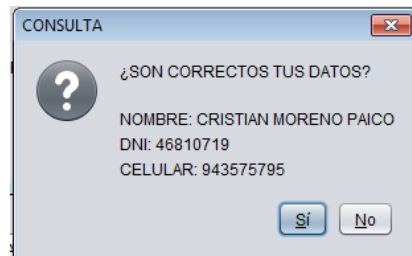 CONSULTA
¿SON CORRECTOS TUS DATOS?
NOMBRE: CRISTIAN MORENO PAICO
DNI: 46810719
CELULAR: 943575795
Sí No